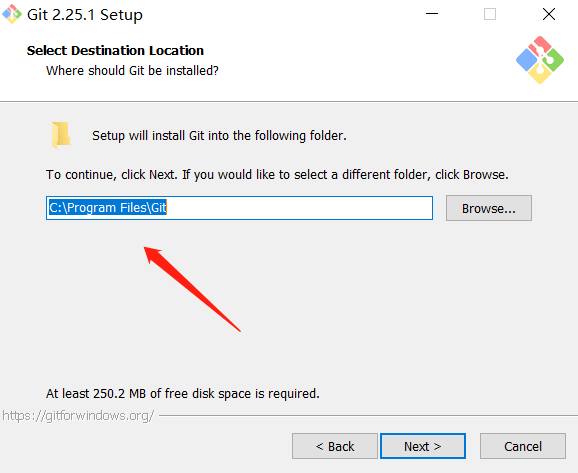 Git 2.25.1 Setup
Select Destination Location
Where should Git be installed?
Setup will install Git into the following folder.
To continue, click Next. If you would like to select a different folder, click Browse.
C:\Program Files\Git
Browse...
At least 250.2 MB of free disk space is required.
https://gitforwindows.org/
< Back
Next >
Cancel